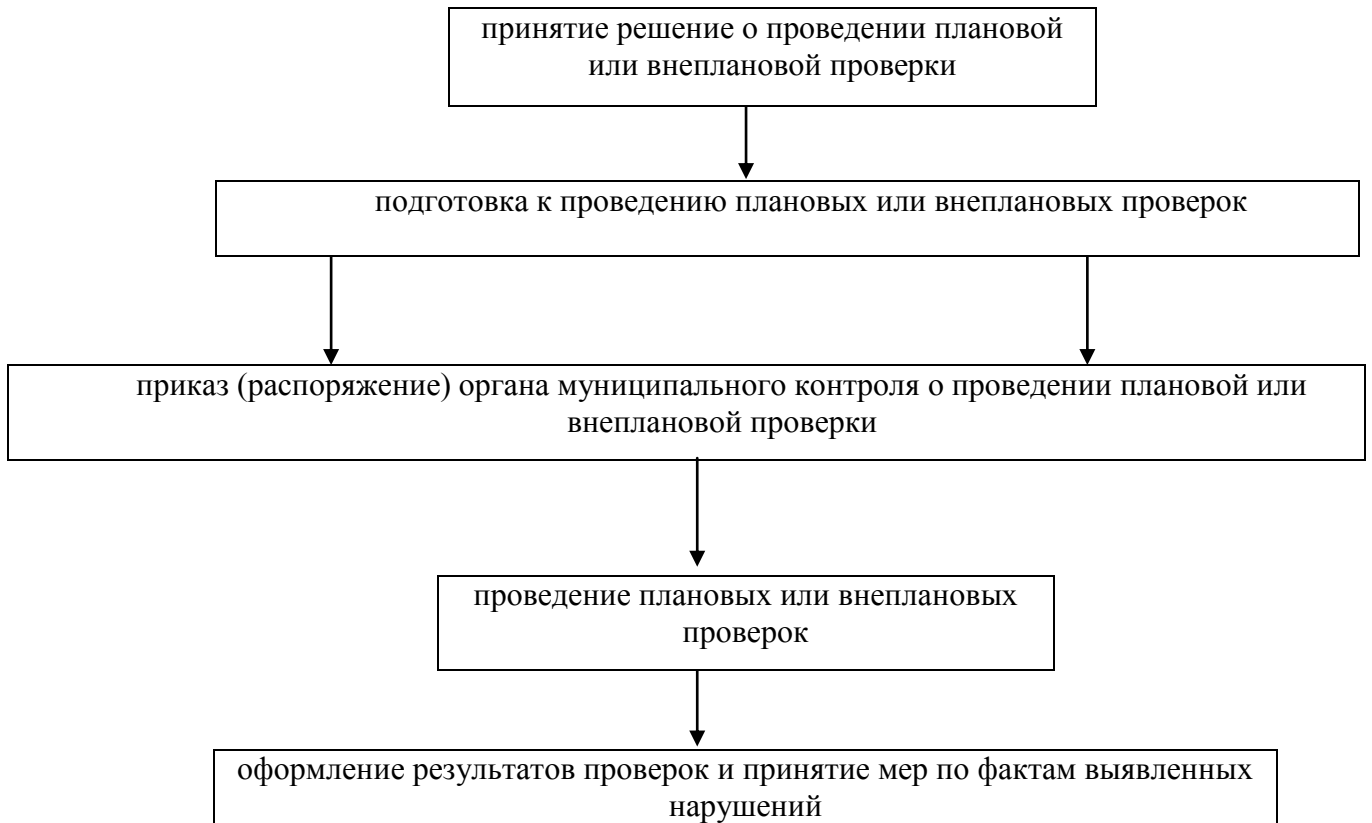 принятие решение о проведении плановой
или внеплановой проверки
подготовка к проведению плановых или внеплановых проверок
приказ (распоряжение) органа муниципального контроля о проведении плановой или
внеплановой проверки
проведение плановых или внеплановых
проверок
оформление результатов проверок и принятие мер по фактам выявленных
нарушений